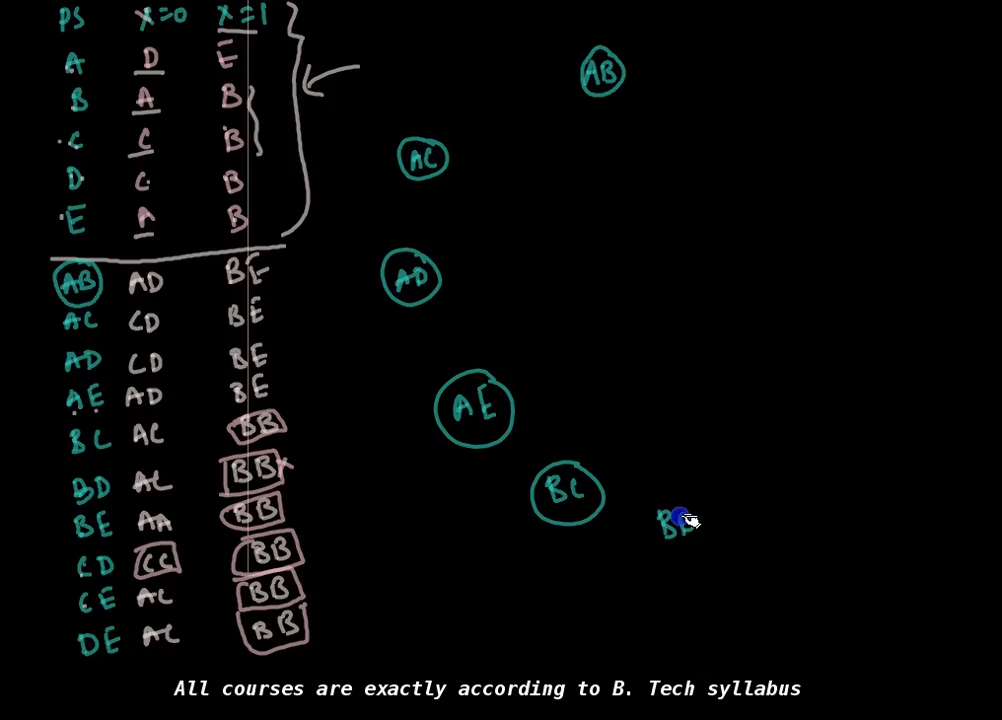 PS X=0 X=1
A D E
B A B
C C B
D C B
E A B
AB AD BE
AC CD BE
AD CD BE
AE AD BE
BC AC BB
BD AC BBx
BE AA BB
CD CC BB
CE AC BB
DE AC BB
AB
AC
AD
AE
BC
All courses are exactly according to B. Tech syllabus